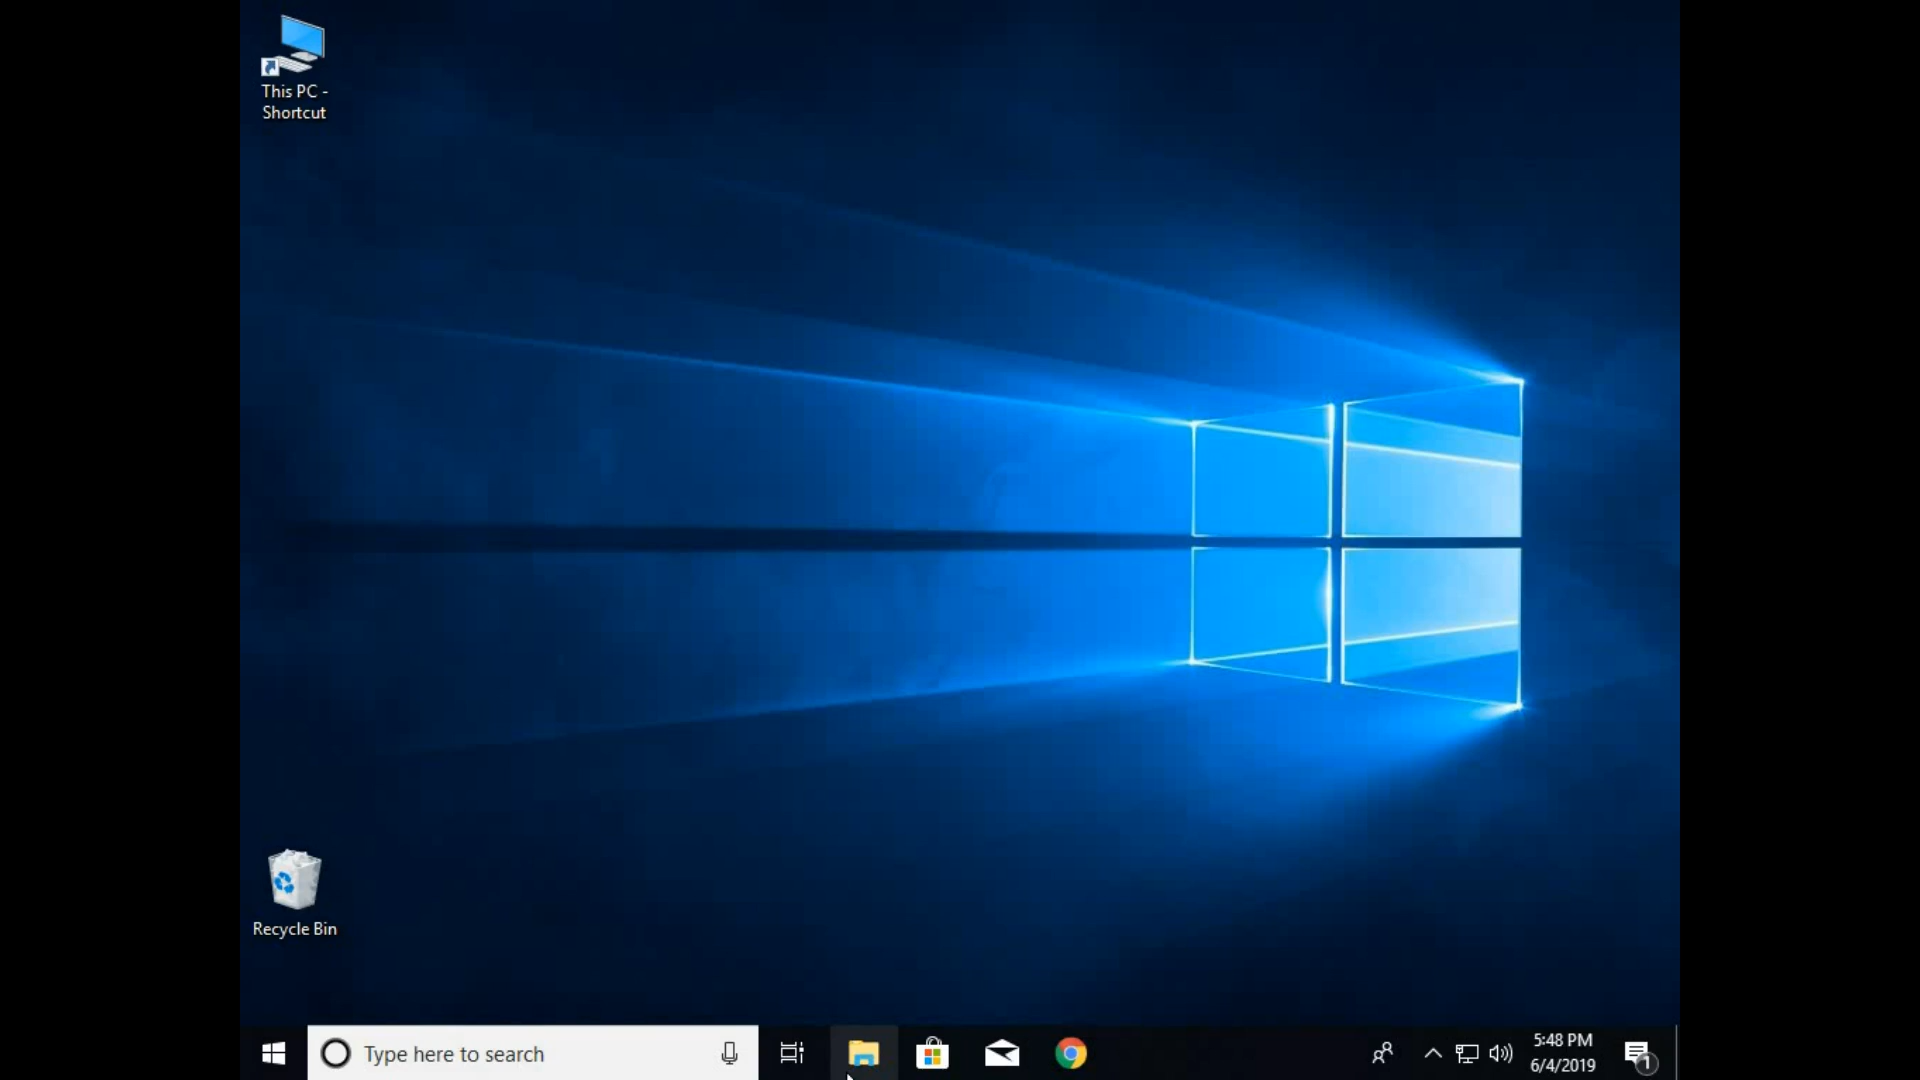 This PC -
Shortcut
Recycle Bin
Type here to search
5:48 PM
6/4/2019
1